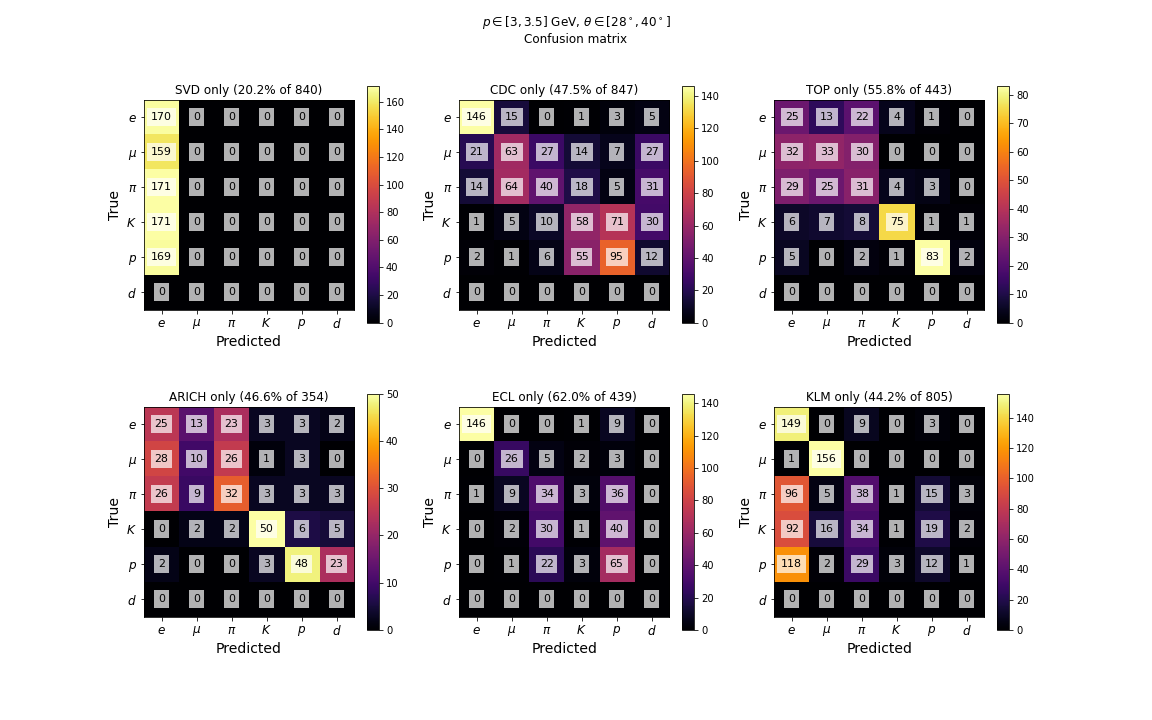 p ∈ [3, 3.5] GeV, θ ∈ [28°, 40°]
Confusion matrix
SVD only (20.2% of 840)
True
e 170 0 0 0 0 0
μ 159 0 0 0 0 0
π 171 0 0 0 0 0
K 171 0 0 0 0 0
p 169 0 0 0 0 0
d 0 0 0 0 0 0
e μ π K p d
Predicted
160
140
120
100
80
60
40
20
0
CDC only (47.5% of 847)
True
e 146 15 0 1 3 5
μ 21 63 27 14 7 27
π 14 64 40 18 5 31
K 1 5 10 58 71 30
p 2 1 6 55 95 12
d 0 0 0 0 0 0
e μ π K p d
Predicted
140
120
100
80
60
40
20
0
TOP only (55.8% of 443)
True
e 25 13 22 4 1 0
μ 32 33 30 0 0 0
π 29 25 31 4 3 0
K 6 7 8 75 1 1
p 5 0 2 1 83 2
d 0 0 0 0 0 0
e μ π K p d
Predicted
80
70
60
50
40
30
20
10
0
ARICH only (46.6% of 354)
True
e 25 13 23 3 3 2
μ 28 10 26 1 3 0
π 26 9 32 3 3 3
K 0 2 2 50 6 5
p 2 0 0 3 48 23
d 0 0 0 0 0 0
e μ π K p d
Predicted
50
40
30
20
10
0
ECL only (62.0% of 439)
True
e 146 0 0 1 9 0
μ 0 26 5 2 3 0
π 1 9 34 3 36 0
K 0 2 30 1 40 0
p 0 1 22 3 65 0
d 0 0 0 0 0 0
e μ π K p d
Predicted
140
120
100
80
60
40
20
0
KLM only (44.2% of 805)
True
e 149 0 9 0 3 0
μ 1 156 0 0 0 0
π 96 5 38 1 15 3
K 92 16 34 1 19 2
p 118 2 29 3 12 1
d 0 0 0 0 0 0
e μ π K p d
Predicted
140
120
100
80
60
40
20
0